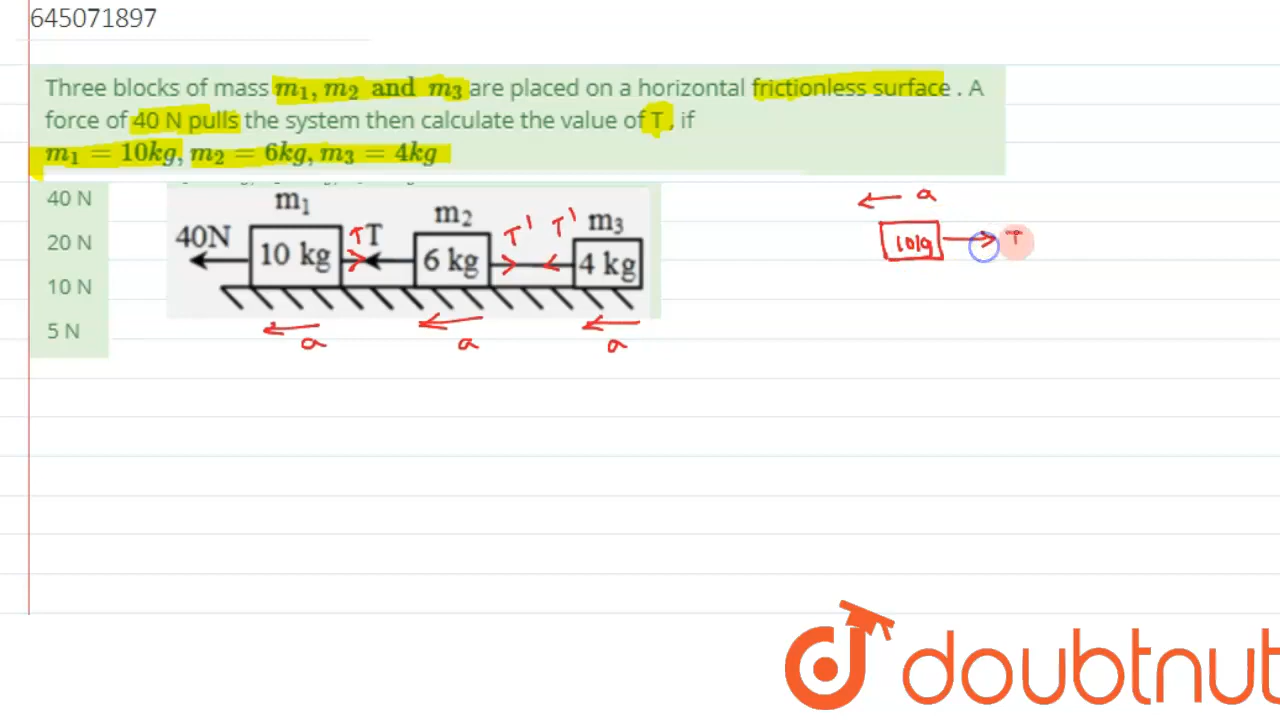 645071897
Three blocks of mass m₁, m₂ and m₃ are placed on a horizontal frictionless surface . A
force of 40 N pulls the system then calculate the value of T , if
m₁ = 10kg, m₂ = 6kg, m₃ = 4kg
40 N
20 N
10 N
5 N
m₁ m₂ m₃
40N 10 kg T T 6 kg T' T' 4 kg
a a a
a
10kg T
doubtnut